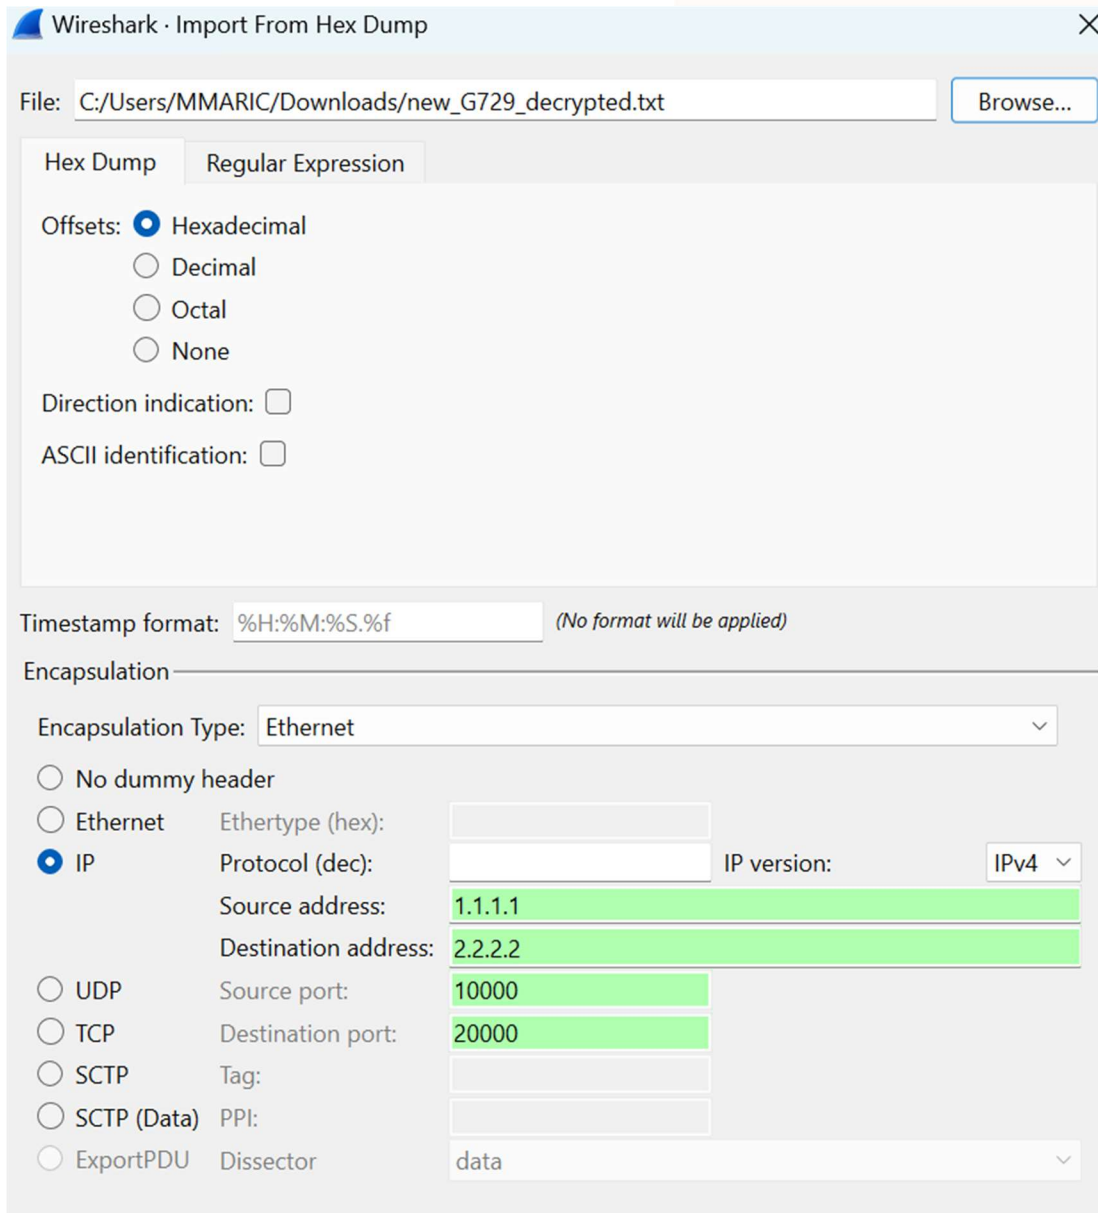 Wireshark · Import From Hex Dump
File: C:/Users/MMARIC/Downloads/new_G729_decrypted.txt Browse...
Hex Dump Regular Expression
Offsets: Hexadecimal
Decimal
Octal
None
Direction indication:
ASCII identification:
Timestamp format: %H:%M:%S.%f (No format will be applied)
Encapsulation
Encapsulation Type: Ethernet
No dummy header
Ethernet Ethertype (hex):
IP Protocol (dec): IP version: IPv4
Source address: 1.1.1.1
Destination address: 2.2.2.2
UDP Source port: 10000
TCP Destination port: 20000
SCTP Tag:
SCTP (Data) PPI:
ExportPDU Dissector data